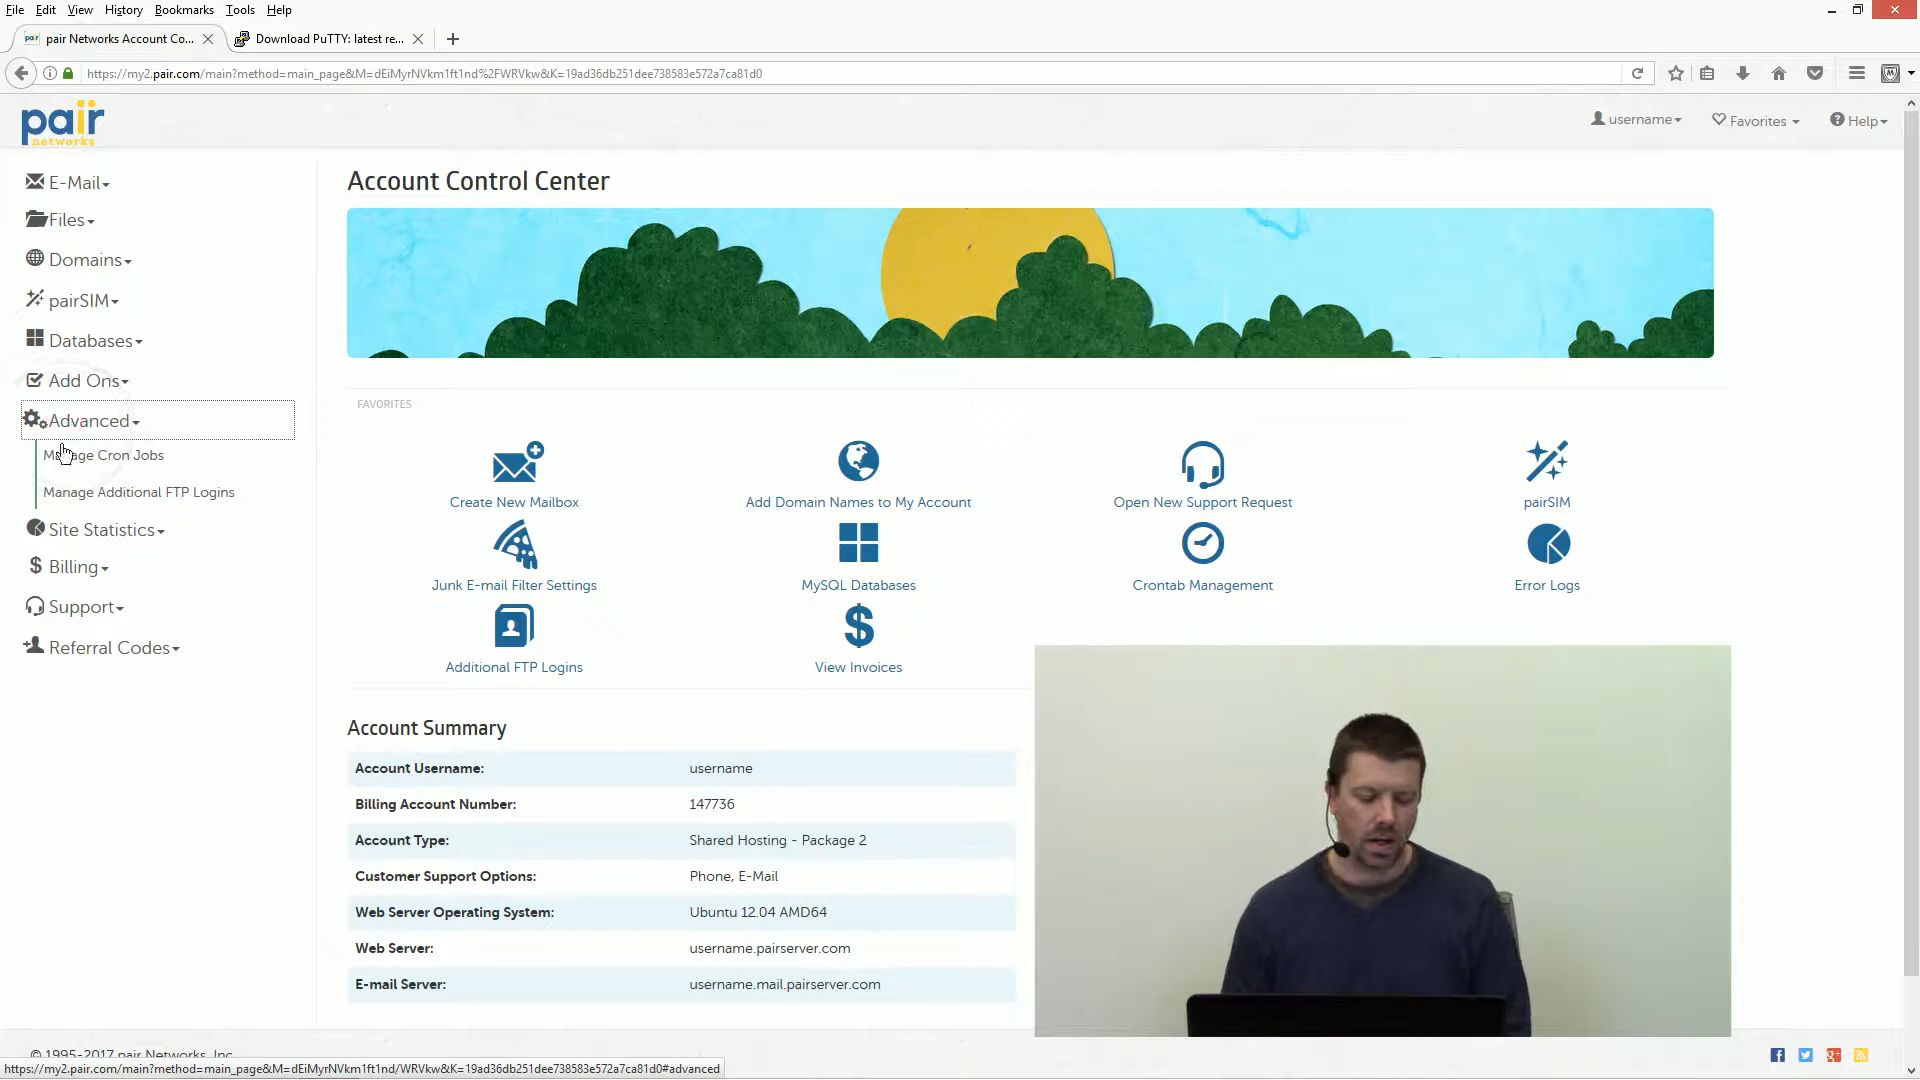 File Edit View History Bookmarks Tools Help
pair Networks Account Co... Download PuTTY: latest re...
https://my2.pair.com/main?method=main_page&M=dEiMyrNVkm1ft1nd%2FWRVkw&K=19ad36db251dee738583e572a7ca81d0
pair
networks
username Favorites Help
E-Mail
Files
Domains
pairSIM
Databases
Add Ons
Advanced
Manage Cron Jobs
Manage Additional FTP Logins
Site Statistics
Billing
Support
Referral Codes
Account Control Center
FAVORITES
Create New Mailbox
Add Domain Names to My Account
Open New Support Request
pairSIM
Junk E-mail Filter Settings
MySQL Databases
Crontab Management
Error Logs
Additional FTP Logins
View Invoices
Account Summary
Account Username: username
Billing Account Number: 147736
Account Type: Shared Hosting - Package 2
Customer Support Options: Phone, E-Mail
Web Server Operating System: Ubuntu 12.04 AMD64
Web Server: username.pairserver.com
E-mail Server: username.mail.pairserver.com
© 1995-2017 pair Networks, Inc.
https://my2.pair.com/main?method=main_page&M=dEiMyrNVkm1ft1nd/WRVkw&K=19ad36db251dee738583e572a7ca81d0#advanced